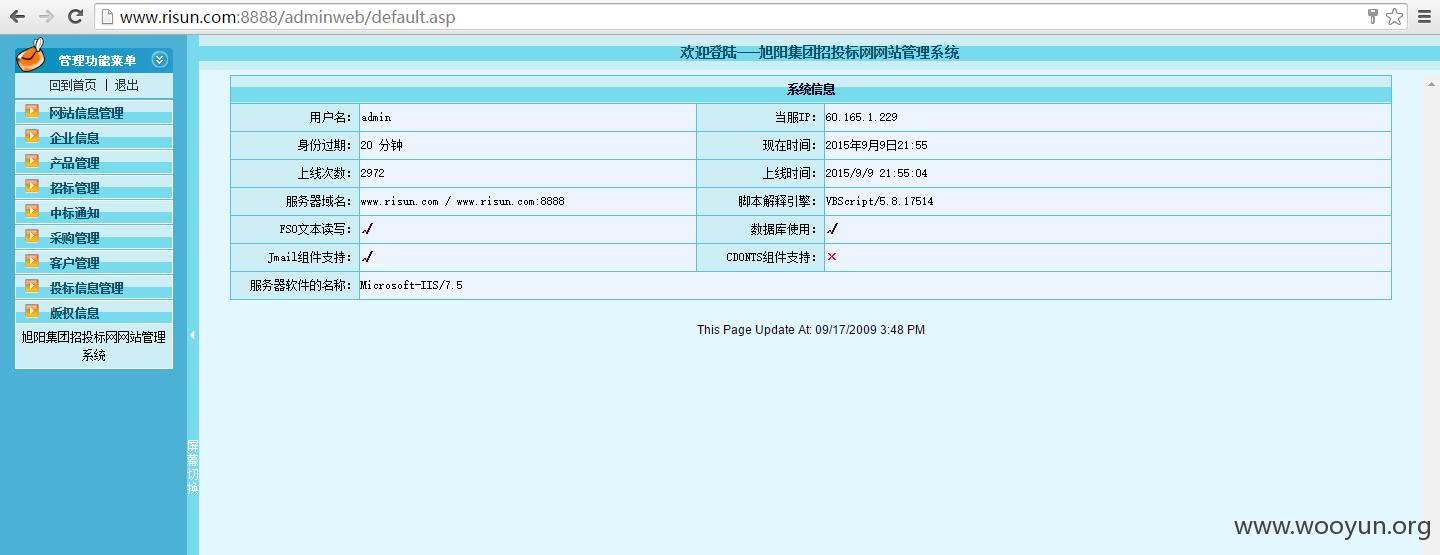 www.risun.com:8888/adminweb/default.asp
管理功能菜单
回到首页 | 退出
网站信息管理
企业信息
产品管理
招标管理
中标通知
采购管理
客户管理
投标信息管理
版权信息
旭阳集团招投标网网站管理
系统
屏幕切换
欢迎登陆——旭阳集团招投标网网站管理系统
系统信息
用户名： admin 当服IP： 60.165.1.229
身份过期： 20 分钟 现在时间： 2015年9月9日21:55
上线次数： 2972 上线时间： 2015/9/9 21:55:04
服务器域名： www.risun.com / www.risun.com:8888 脚本解释引擎： VBScript/5.8.17514
FSO文本读写： ✓ 数据库使用： ✓
Jmail组件支持： ✓ CDONTS组件支持： ×
服务器软件的名称： Microsoft-IIS/7.5
This Page Update At: 09/17/2009 3:48 PM
www.wooyun.org